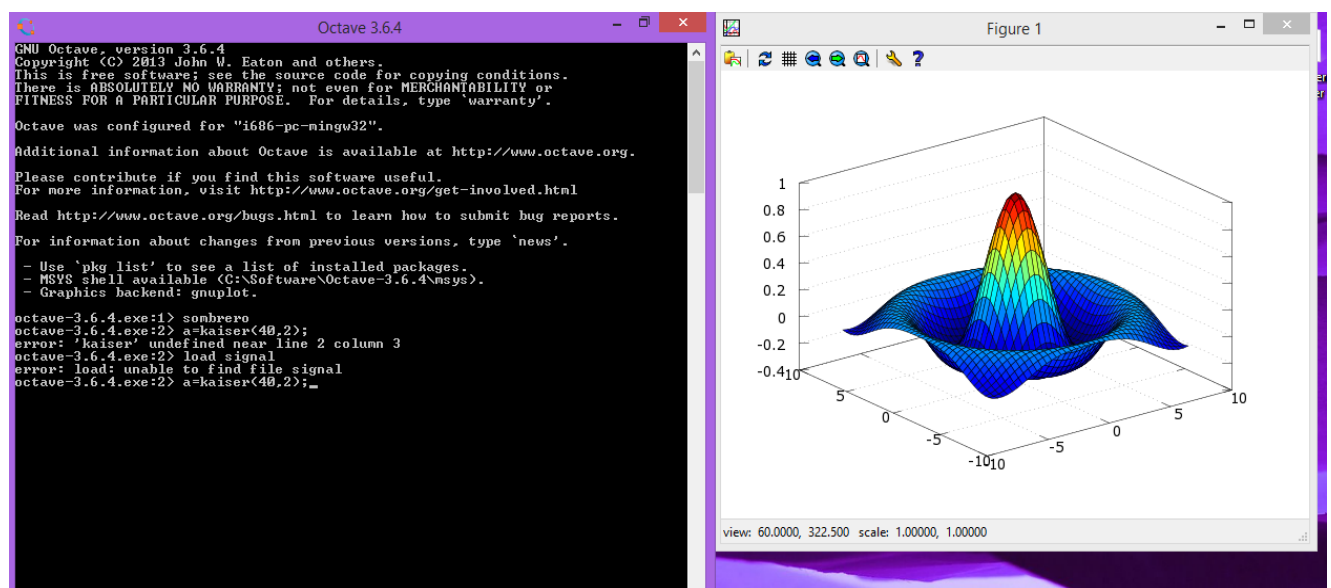 Octave 3.6.4
GNU Octave, version 3.6.4
Copyright (C) 2013 John W. Eaton and others.
This is free software; see the source code for copying conditions.
There is ABSOLUTELY NO WARRANTY; not even for MERCHANTABILITY or
FITNESS FOR A PARTICULAR PURPOSE.  For details, type `warranty'.
Octave was configured for "i686-pc-mingw32".
Additional information about Octave is available at http://www.octave.org.
Please contribute if you find this software useful.
For more information, visit http://www.octave.org/get-involved.html
Read http://www.octave.org/bugs.html to learn how to submit bug reports.
For information about changes from previous versions, type `news'.
- Use `pkg list' to see a list of installed packages.
- MSYS shell available (C:\Software\Octave-3.6.4\msys).
- Graphics backend: gnuplot.
octave-3.6.4.exe:1> sombrero
octave-3.6.4.exe:2> a=kaiser(40,2);
error: 'kaiser' undefined near line 2 column 3
octave-3.6.4.exe:2> load signal
error: load: unable to find file signal
octave-3.6.4.exe:2> a=kaiser(40,2);_
Figure 1
1
0.8
0.6
0.4
0.2
0
-0.2
-0.4
10
5
0
-5
-10
-10
-5
0
5
10
view: 60.0000, 322.500 scale: 1.00000, 1.00000